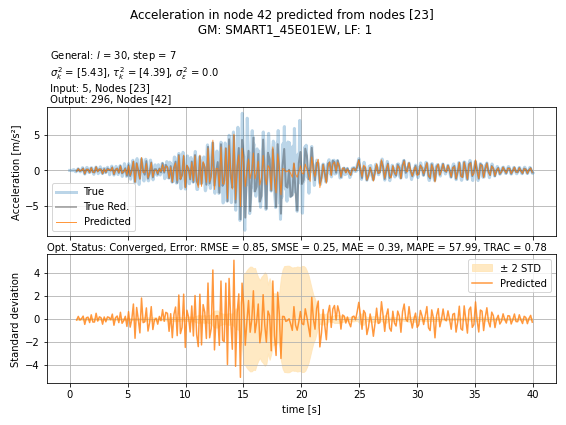 Acceleration in node 42 predicted from nodes [23]
GM: SMART1_45E01EW, LF: 1
General: l = 30, step = 7
σ²ₖ = [5.43], τ²ₖ = [4.39], σ²ε = 0.0
Input: 5, Nodes [23]
Output: 296, Nodes [42]
Acceleration [m/s²]
5
0
−5
True
True Red.
Predicted
Opt. Status: Converged, Error: RMSE = 0.85, SMSE = 0.25, MAE = 0.39, MAPE = 57.99, TRAC = 0.78
Standard deviation
4
2
0
−2
−4
± 2 STD
Predicted
0 5 10 15 20 25 30 35 40
time [s]